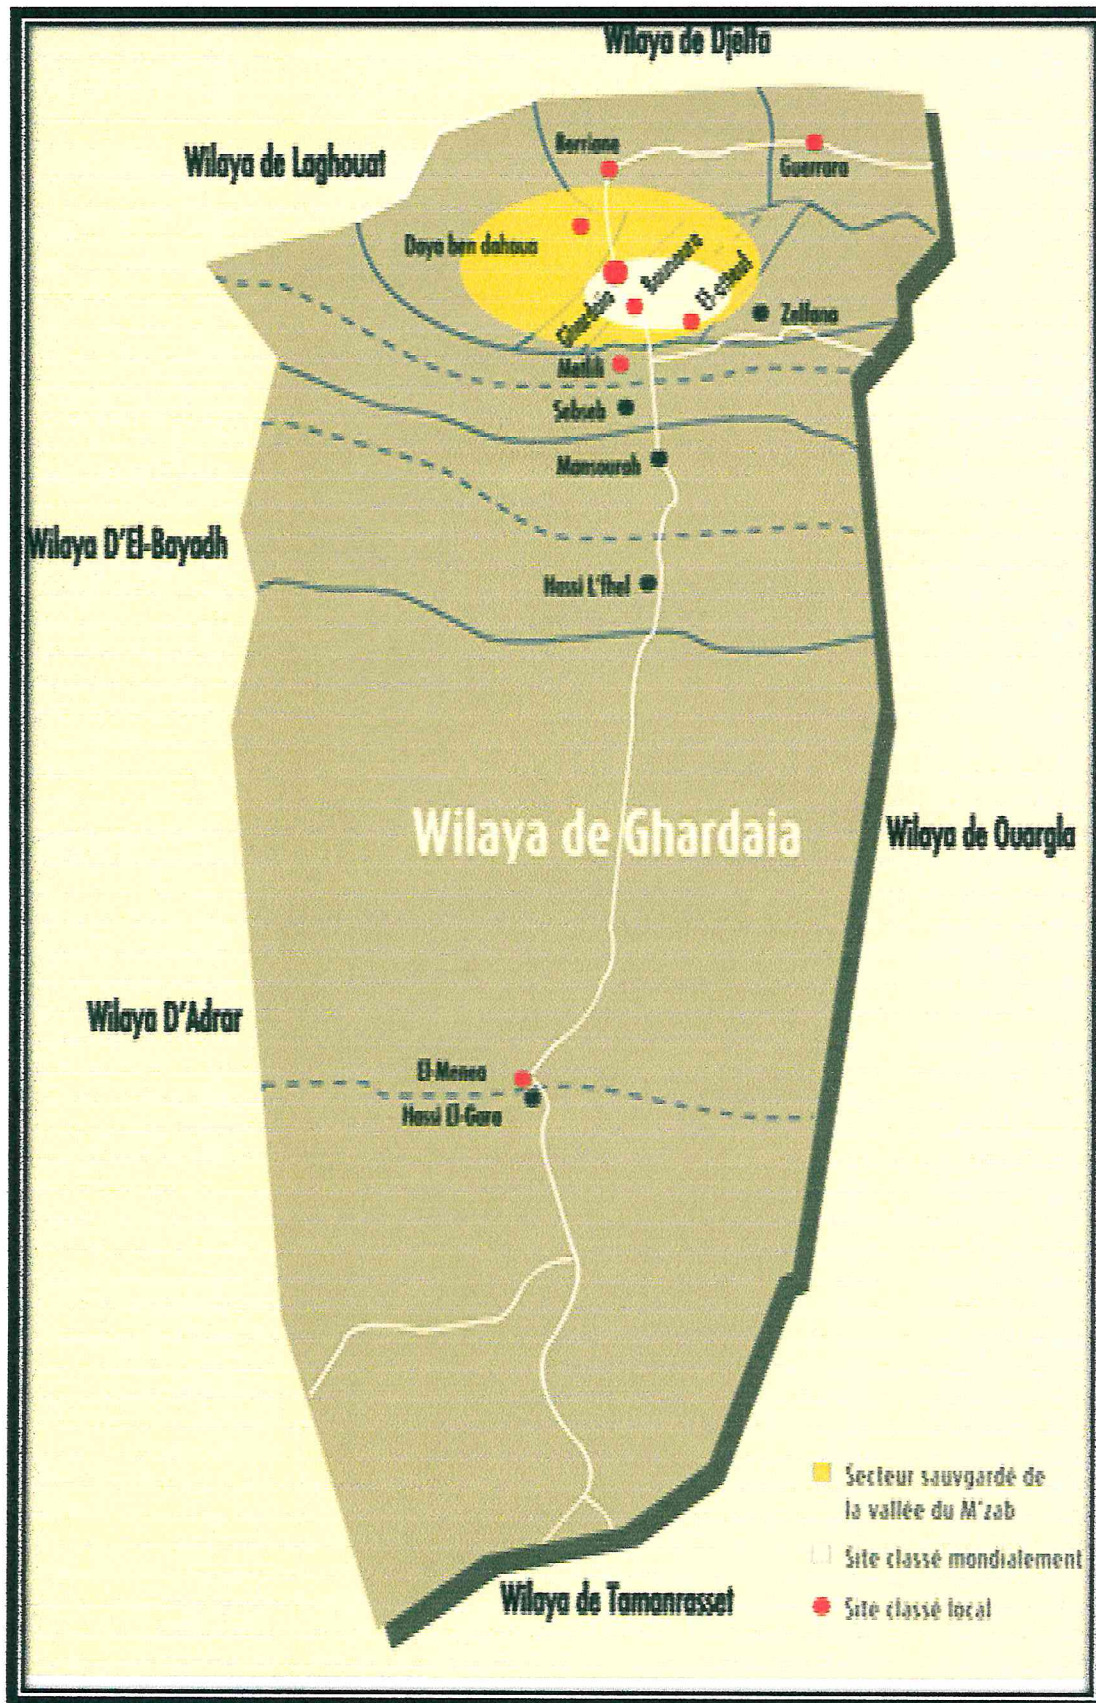 Wilaya de Djelfa
Wilaya de Laghouat
Berriane
Guerrara
Daya ben dahoua
Bounoura
El-atteuf
Ghardaia
Zelfana
Metlili
Sebseb
Mansourah
Wilaya D'El-Bayadh
Hassi L'fhel
Wilaya de Ghardaia
Wilaya de Ouargla
Wilaya D'Adrar
El-Menea
Hassi El-Gara
Secteur sauvgardé de
la vallée du M'zab
Site classé mondialement
Wilaya de Tamanrasset
Site classé local